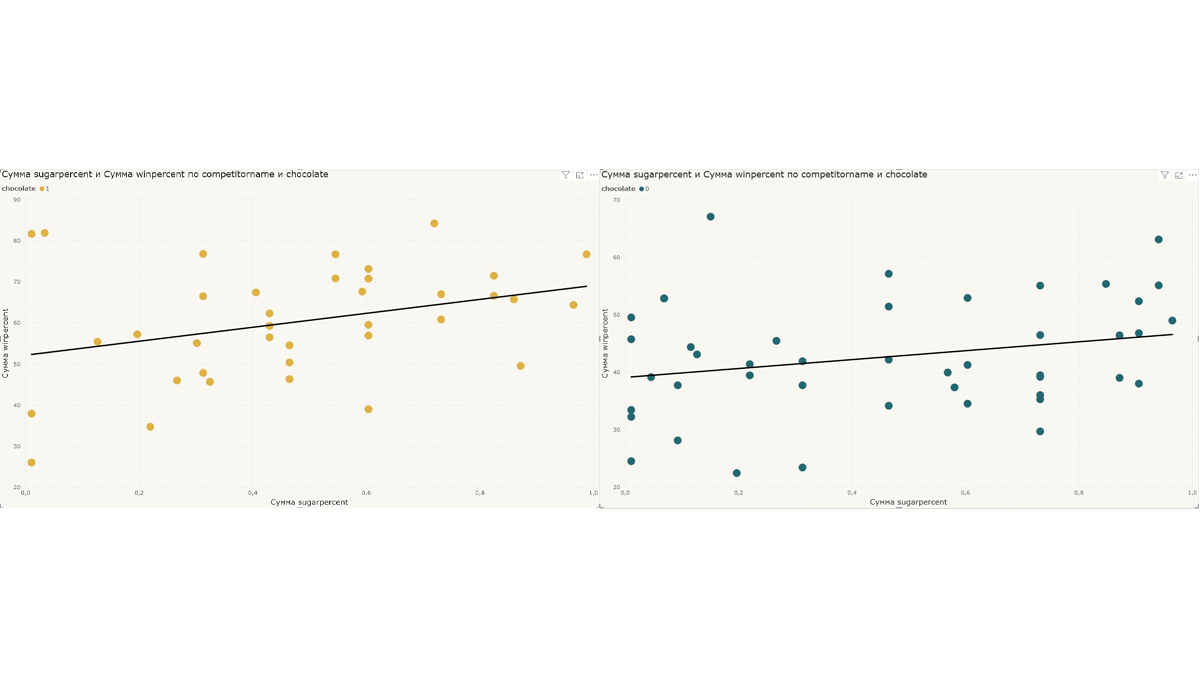 Сумма sugarpercent и Сумма winpercent по competitorname и chocolate
chocolate 1
90
80
70
60
50
40
30
20
Сумма winpercent
0,0 0,2 0,4 0,6 0,8 1,0
Сумма sugarpercent
Сумма sugarpercent и Сумма winpercent по competitorname и chocolate
chocolate 0
70
60
50
40
30
20
Сумма winpercent
0,0 0,2 0,4 0,6 0,8 1,0
Сумма sugarpercent